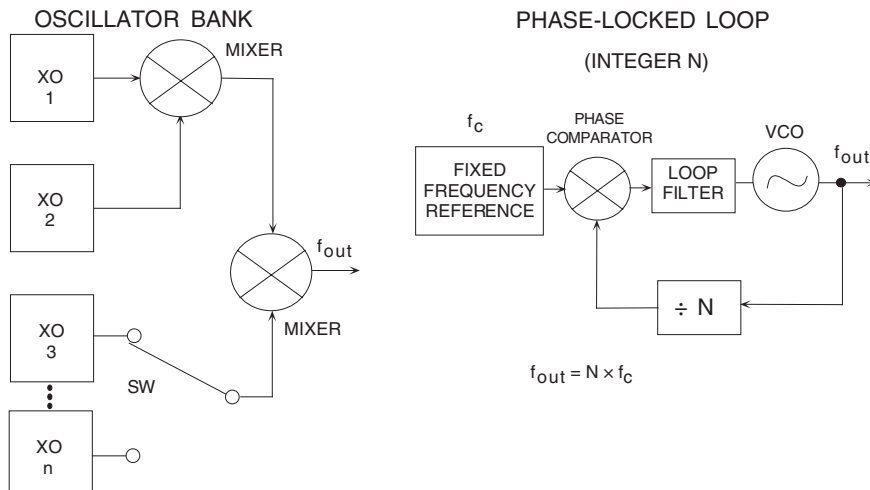 OSCILLATOR BANK
XO
1
MIXER
XO
2
f_out
MIXER
XO
3
SW
XO
n
PHASE-LOCKED LOOP
(INTEGER N)
f_c
PHASE
COMPARATOR
VCO
f_out
FIXED
FREQUENCY
REFERENCE
LOOP
FILTER
÷ N
f_out = N × f_c